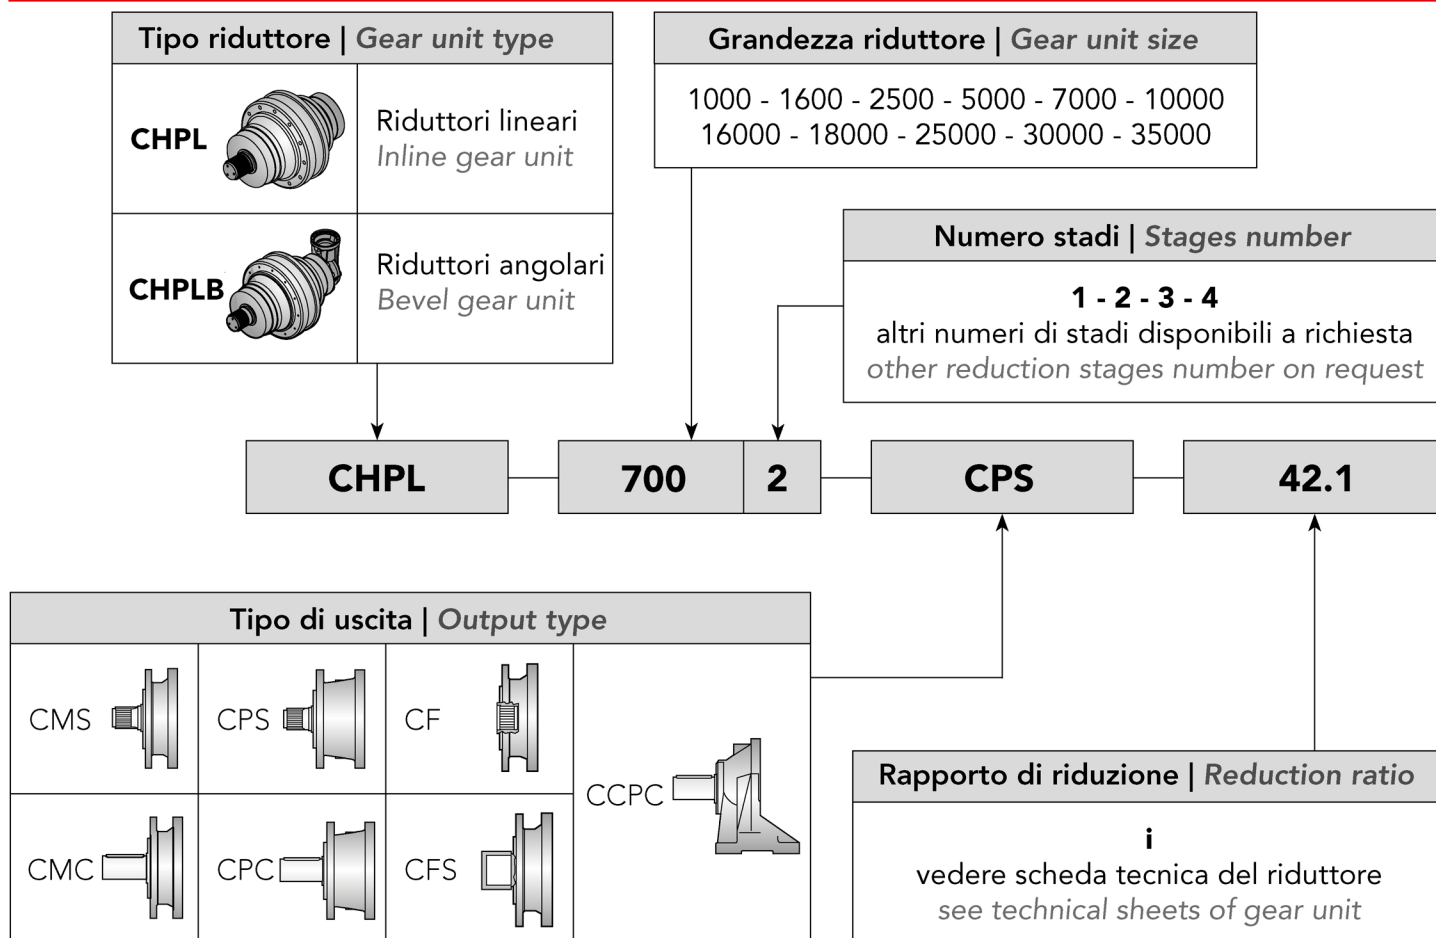 Tipo riduttore | Gear unit type
CHPL
Riduttori lineari
Inline gear unit
CHPLB
Riduttori angolari
Bevel gear unit
Grandezza riduttore | Gear unit size
1000 - 1600 - 2500 - 5000 - 7000 - 10000
16000 - 18000 - 25000 - 30000 - 35000
Numero stadi | Stages number
1 - 2 - 3 - 4
altri numeri di stadi disponibili a richiesta
other reduction stages number on request
CHPL 700 2 CPS 42.1
Tipo di uscita | Output type
CMS CPS CF
CCPC
CMC CPC CFS
Rapporto di riduzione | Reduction ratio
i
vedere scheda tecnica del riduttore
see technical sheets of gear unit